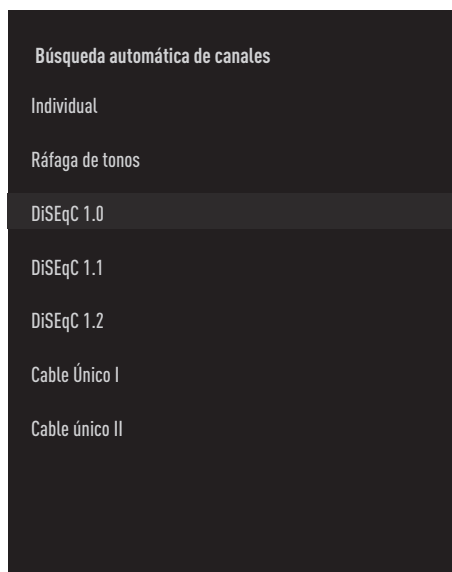 Búsqueda automática de canales
Individual
Ráfaga de tonos
DiSEqC 1.0
DiSEqC 1.1
DiSEqC 1.2
Cable Único I
Cable único II